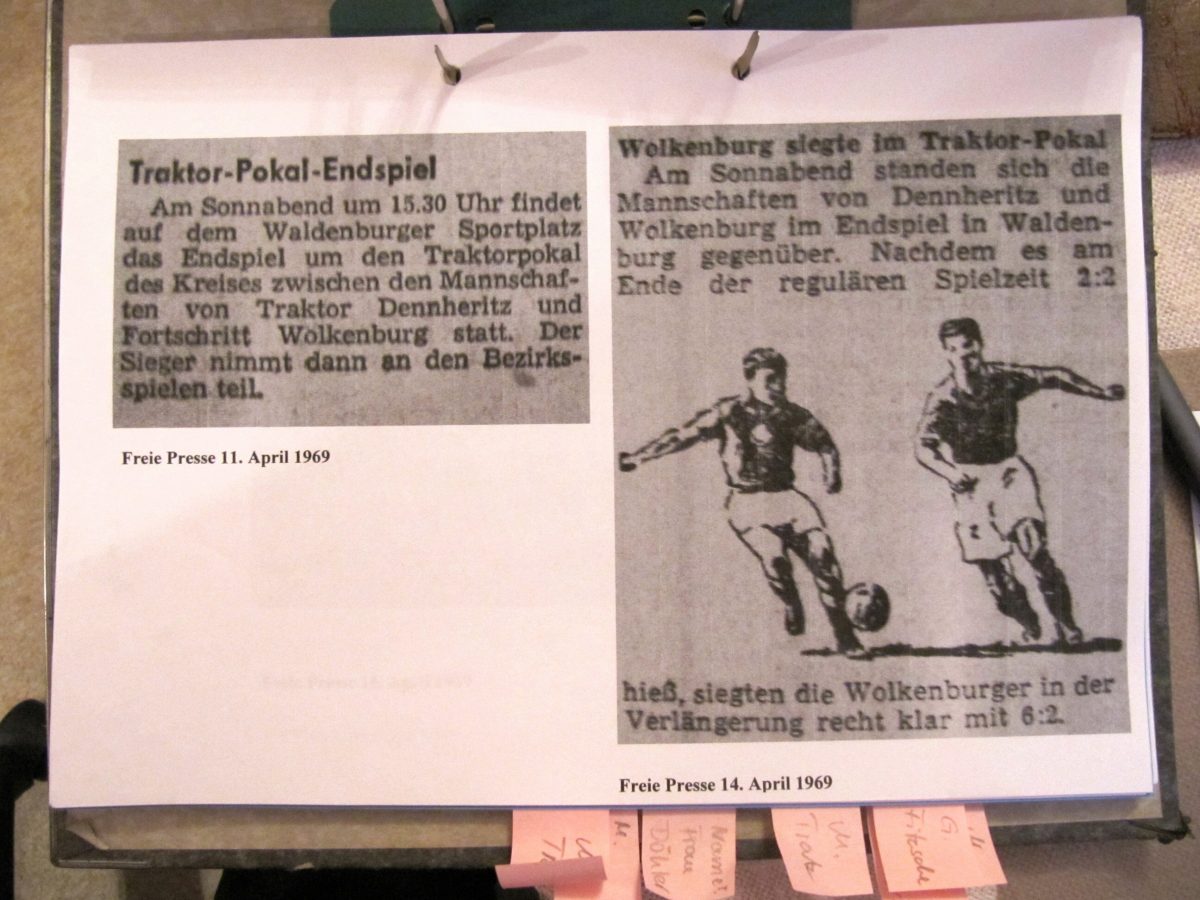 Traktor-Pokal-Endspiel
Am Sonnabend um 15.30 Uhr findet
auf dem Waldenburger Sportplatz
das Endspiel um den Traktorpokal
des Kreises zwischen den Mannschaf-
ten von Traktor Dennheritz und
Fortschritt Wolkenburg statt. Der
Sieger nimmt dann an den Bezirks-
spielen teil.
Freie Presse 11. April 1969
Wolkenburg siegte im Traktor-Pokal
Am Sonnabend standen sich die
Mannschaften von Dennheritz und
Wolkenburg im Endspiel in Walden-
burg gegenüber. Nachdem es am
Ende der regulären Spielzeit 2:2
hieß, siegten die Wolkenburger in der
Verlängerung recht klar mit 6:2.
Freie Presse 14. April 1969
M.
Name
Frau
Döhler
M.
G.